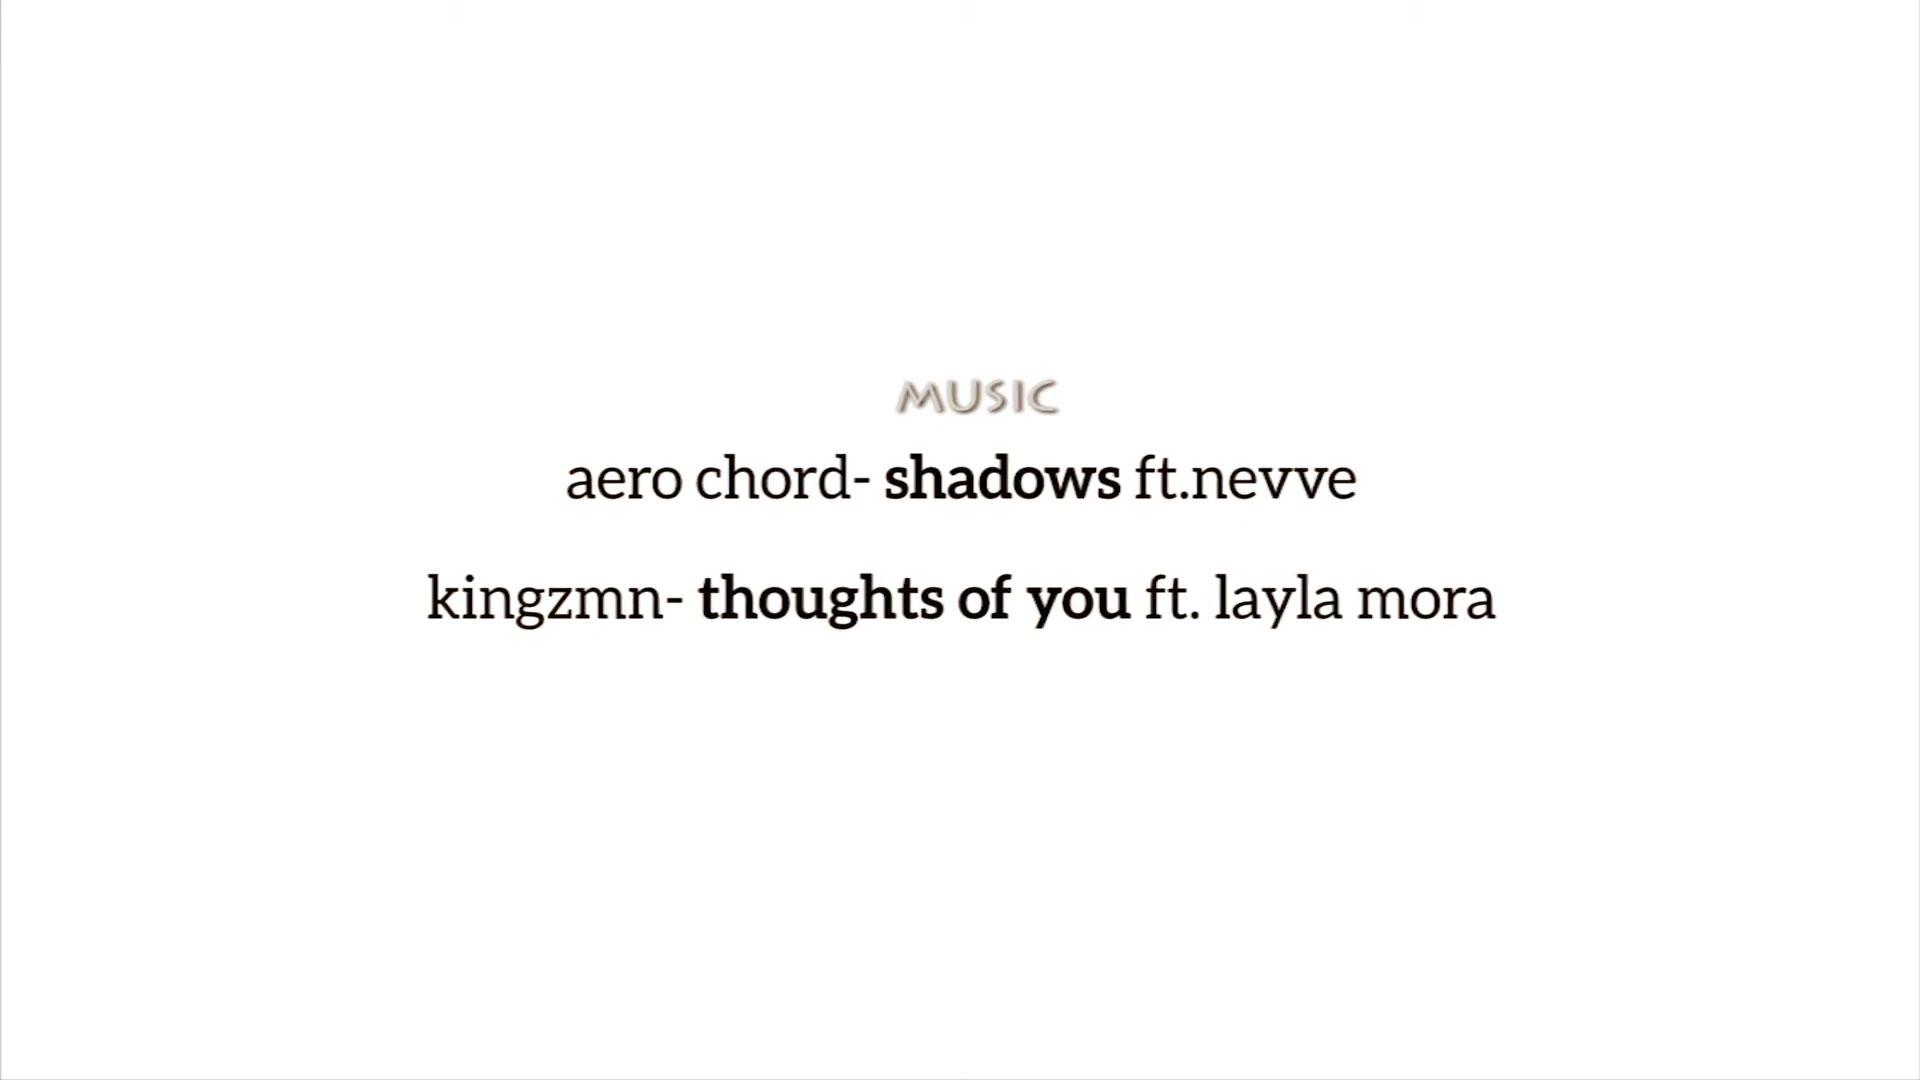 MUSIC
aero chord- shadows ft.nevve
kingzmn- thoughts of you ft. layla mora